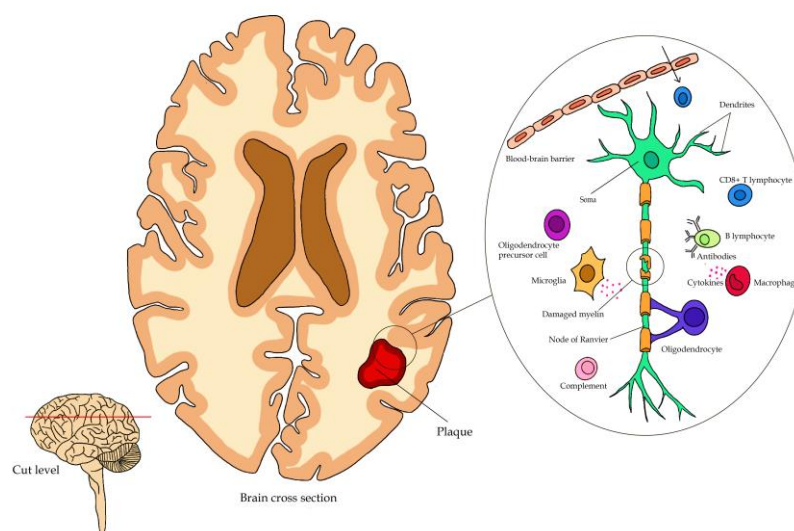 Dendrites
Blood-brain barrier
CD8+ T lymphocyte
Soma
B lymphocyte
Oligodendrocyte
precursor cell
Antibodies
Microglia
Cytokines
Macrophag
Damaged myelin
Node of Ranvier
Oligodendrocyte
Complement
Plaque
Cut level
Brain cross section